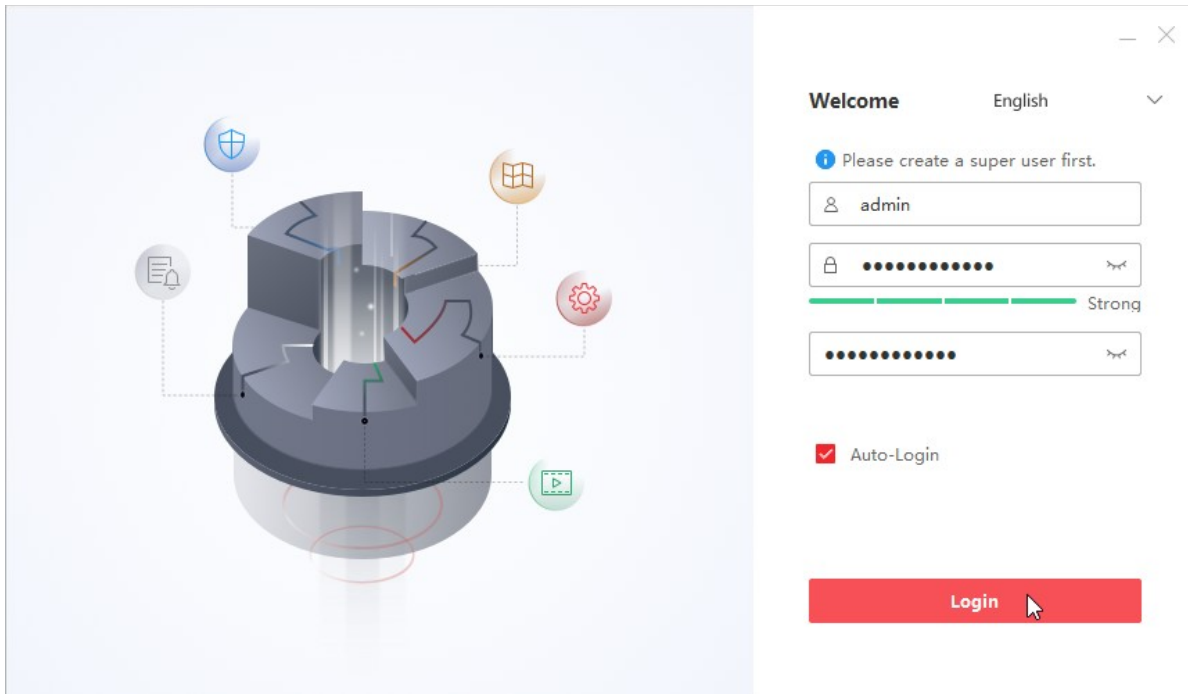 Welcome English
Please create a super user first.
admin
●●●●●●●●●●●●
Strong
●●●●●●●●●●●●
Auto-Login
Login